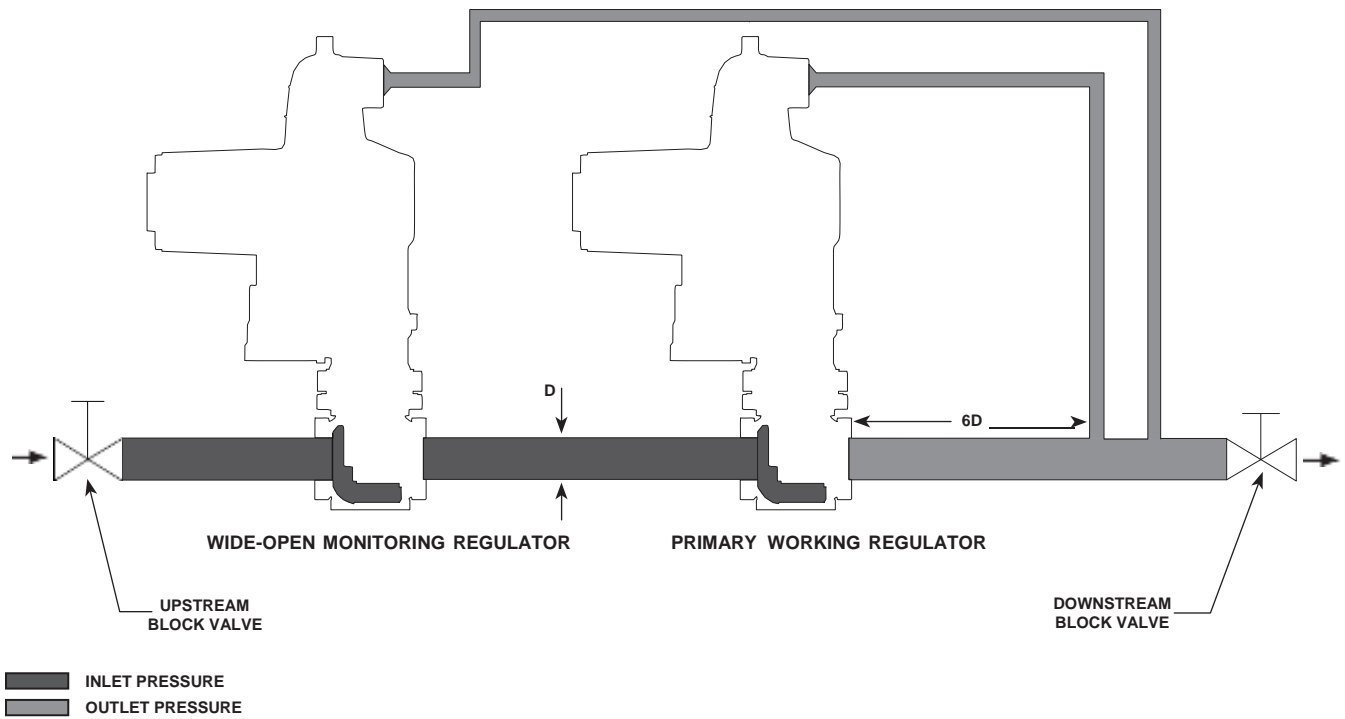 D
6D
WIDE-OPEN MONITORING REGULATOR
PRIMARY WORKING REGULATOR
UPSTREAM
BLOCK VALVE
DOWNSTREAM
BLOCK VALVE
INLET PRESSURE
OUTLET PRESSURE